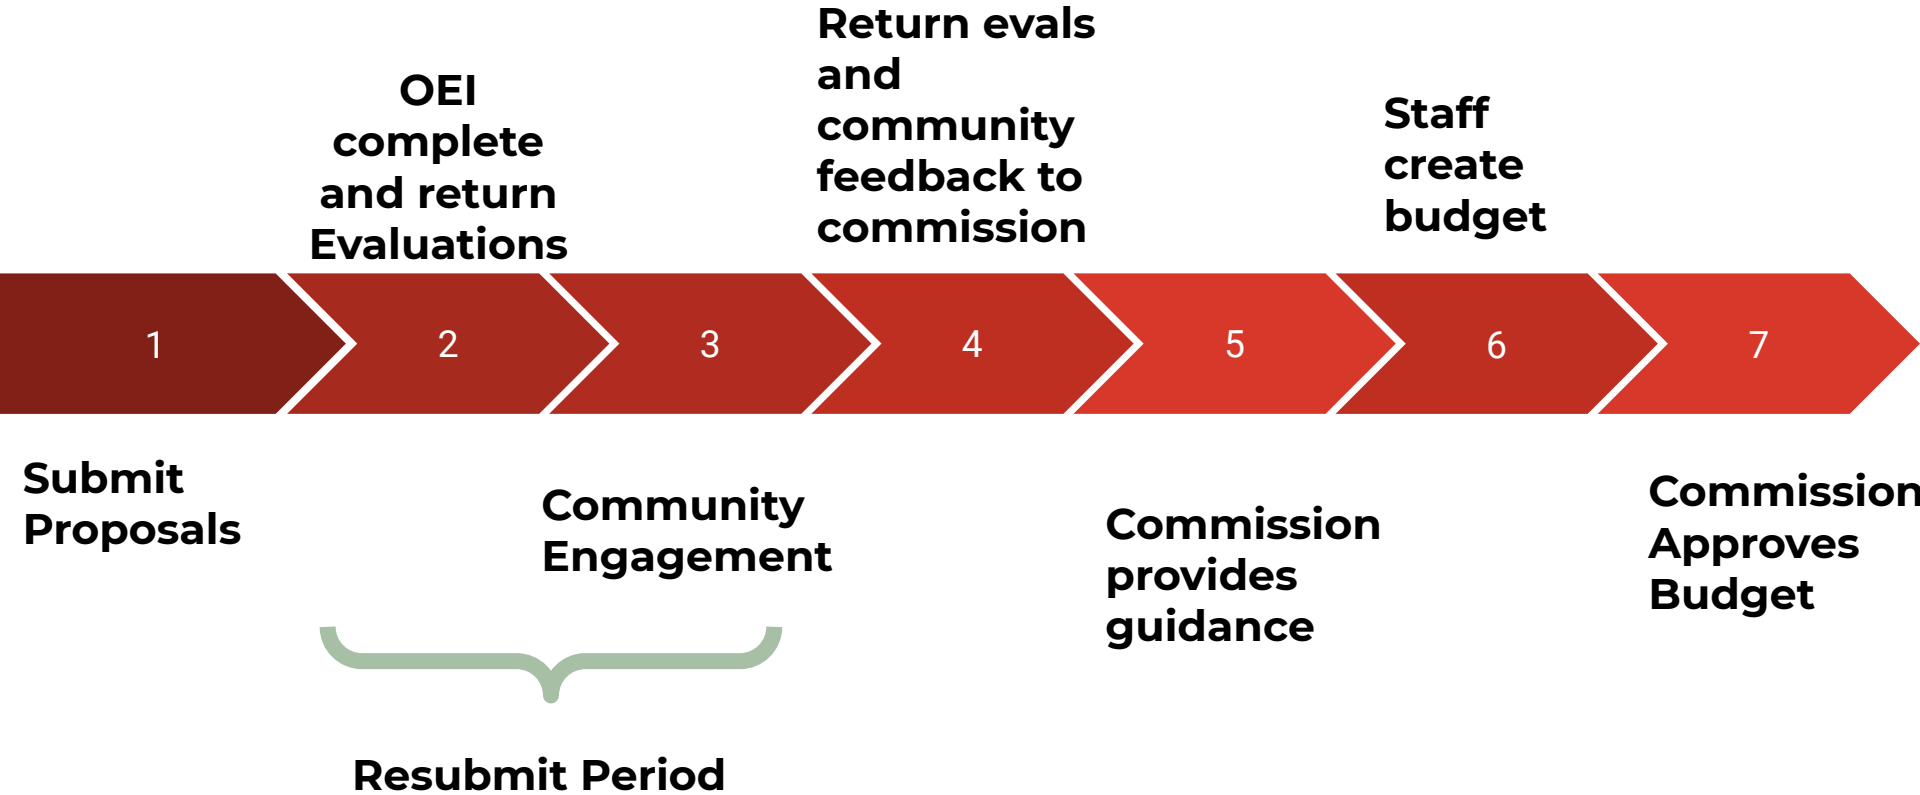 Return evals
and
community
feedback to
commission
OEI
complete
and return
Evaluations
Staff
create
budget
1
2
3
4
5
6
7
Submit
Proposals
Community
Engagement
Commission
provides
guidance
Commission
Approves
Budget
Resubmit Period